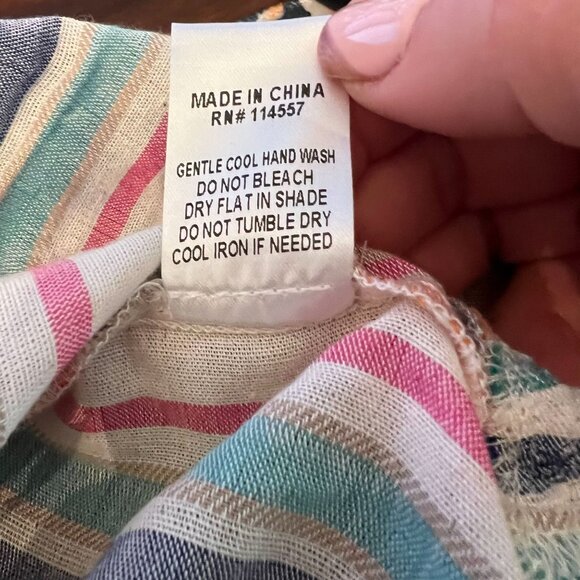 MADE IN CHINA
RN# 114557
GENTLE COOL HAND WASH
DO NOT BLEACH
DRY FLAT IN SHADE
DO NOT TUMBLE DRY
COOL IRON IF NEEDED